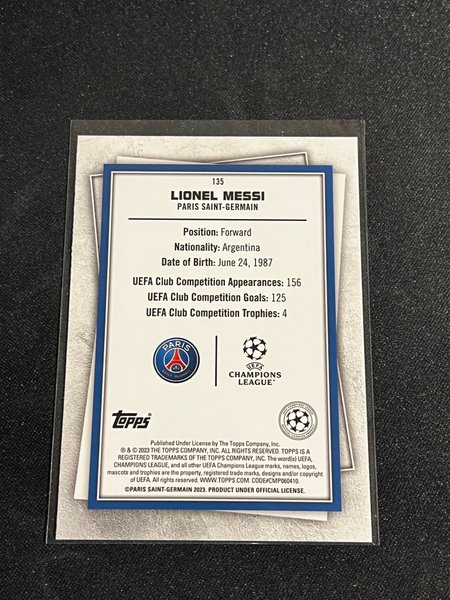 135
LIONEL MESSI
PARIS SAINT-GERMAIN
Position: Forward
Nationality: Argentina
Date of Birth: June 24, 1987
UEFA Club Competition Appearances: 156
UEFA Club Competition Goals: 125
UEFA Club Competition Trophies: 4
PARIS
UEFA
CHAMPIONS
LEAGUE
Topps
Published Under License by The Topps Company, Inc.
® & © 2023 THE TOPPS COMPANY, INC. ALL RIGHTS RESERVED. TOPPS IS A
REGISTERED TRADEMARKS OF THE TOPPS COMPANY, INC. The word(s) UEFA,
CHAMPIONS LEAGUE, and all other UEFA Champions League marks, names, logos,
mascots and trophies are the property, registered trade marks, designs and/or copyright
of UEFA. All rights reserved. WWW.TOPPS.COM. CODE#CMP060410.
©PARIS SAINT-GERMAIN 2023. PRODUCT UNDER OFFICIAL LICENSE.